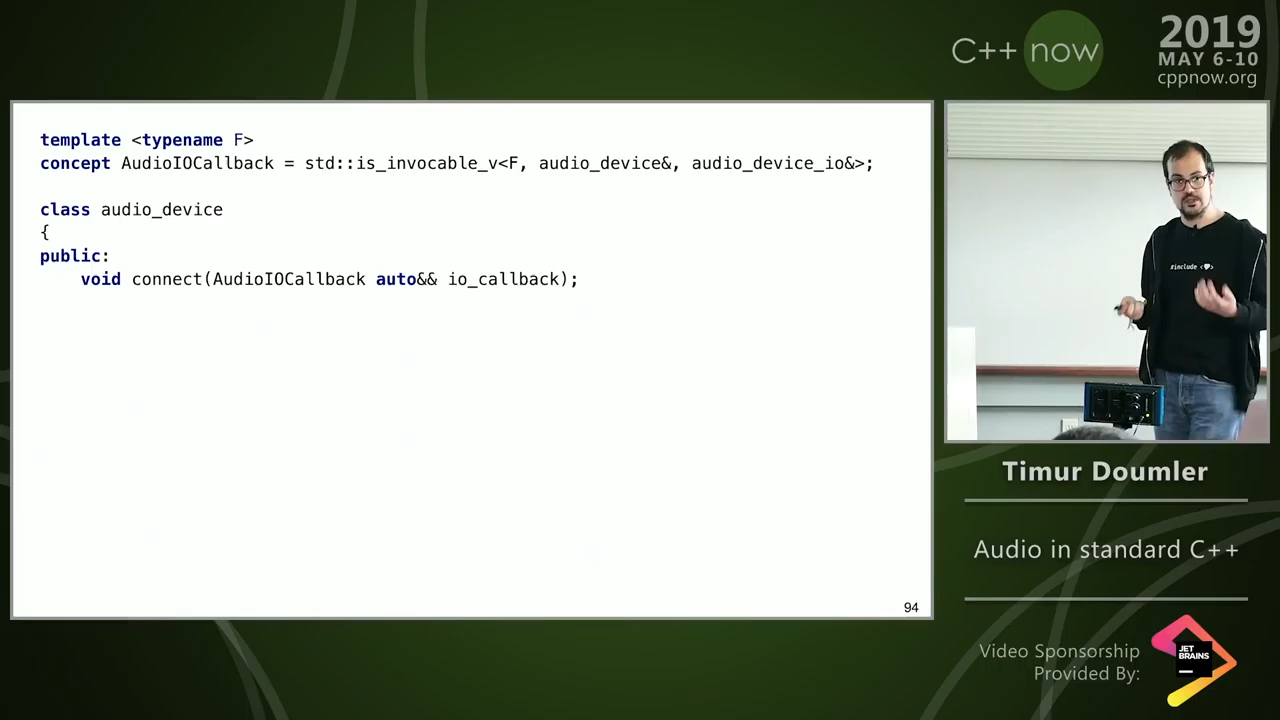 C++ now
2019
MAY 6-10
cppnow.org
template <typename F>
concept AudioIOCallback = std::is_invocable_v<F, audio_device&, audio_device_io&>;
class audio_device
{
public:
void connect(AudioIOCallback auto&& io_callback);
94
#include <
Timur Doumler
Audio in standard C++
Video Sponsorship
Provided By:
JET
BRAINS